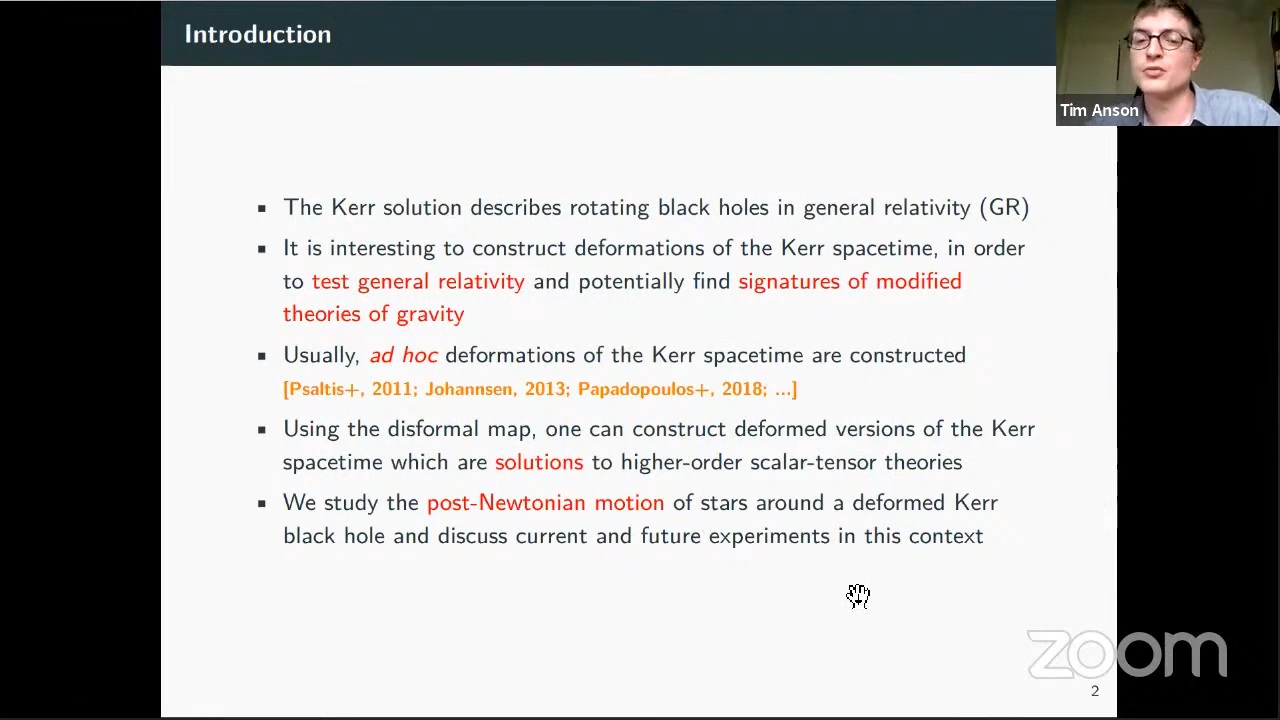 Introduction
Tim Anson
▪ The Kerr solution describes rotating black holes in general relativity (GR)
▪ It is interesting to construct deformations of the Kerr spacetime, in order
to test general relativity and potentially find signatures of modified
theories of gravity
▪ Usually, ad hoc deformations of the Kerr spacetime are constructed
[Psaltis+, 2011; Johannsen, 2013; Papadopoulos+, 2018; ...]
▪ Using the disformal map, one can construct deformed versions of the Kerr
spacetime which are solutions to higher-order scalar-tensor theories
▪ We study the post-Newtonian motion of stars around a deformed Kerr
black hole and discuss current and future experiments in this context
zoom
2